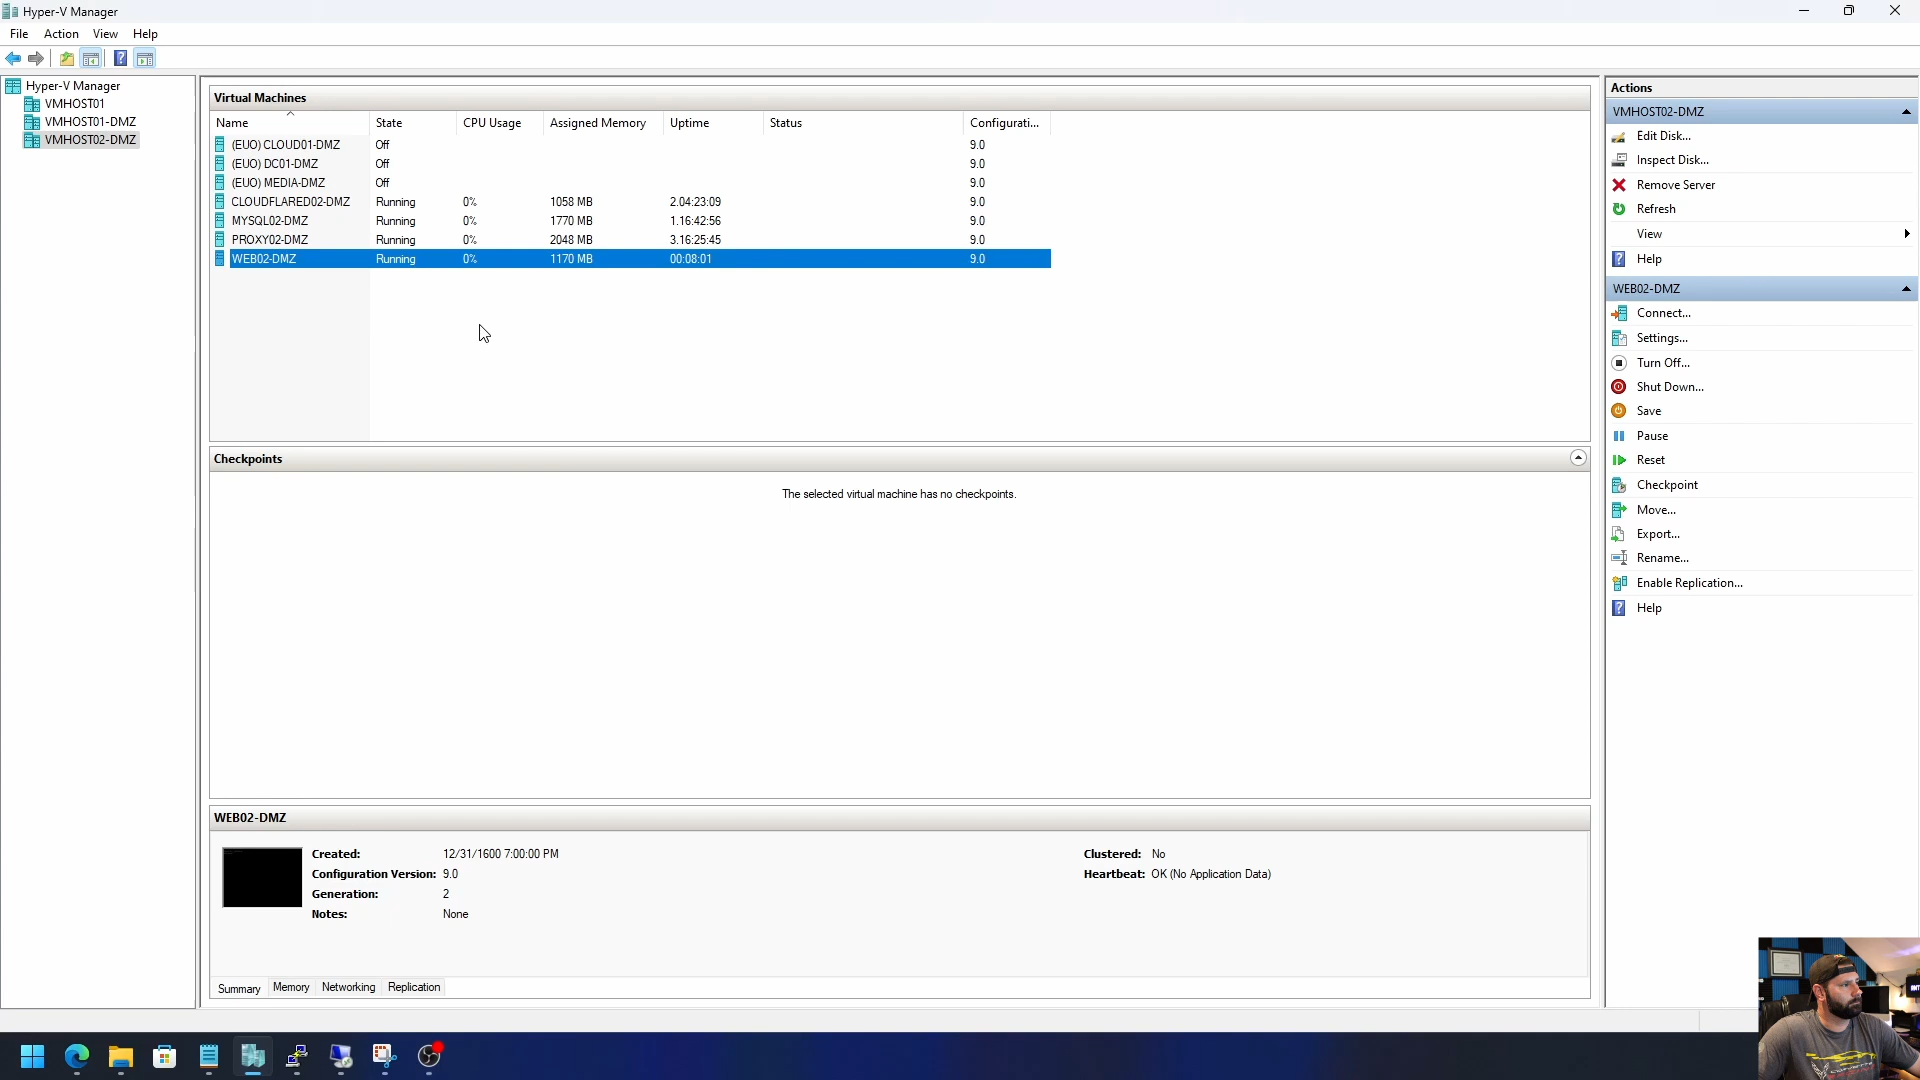 Hyper-V Manager
File Action View Help
Hyper-V Manager
VMHOST01
VMHOST01-DMZ
VMHOST02-DMZ
Virtual Machines
Name State CPU Usage Assigned Memory Uptime Status Configurati...
(EUO) CLOUD01-DMZ Off 9.0
(EUO) DC01-DMZ Off 9.0
(EUO) MEDIA-DMZ Off 9.0
CLOUDFLARED02-DMZ Running 0% 1058 MB 2.04:23:09 9.0
MYSQL02-DMZ Running 0% 1770 MB 1.16:42:56 9.0
PROXY02-DMZ Running 0% 2048 MB 3.16:25:45 9.0
WEB02-DMZ Running 0% 1170 MB 00:08:01 9.0
Checkpoints
The selected virtual machine has no checkpoints.
WEB02-DMZ
Created: 12/31/1600 7:00:00 PM Clustered: No
Configuration Version: 9.0 Heartbeat: OK (No Application Data)
Generation: 2
Notes: None
Summary Memory Networking Replication
Actions
VMHOST02-DMZ
Edit Disk...
Inspect Disk...
Remove Server
Refresh
View
Help
WEB02-DMZ
Connect...
Settings...
Turn Off...
Shut Down...
Save
Pause
Reset
Checkpoint
Move...
Export...
Rename...
Enable Replication...
Help